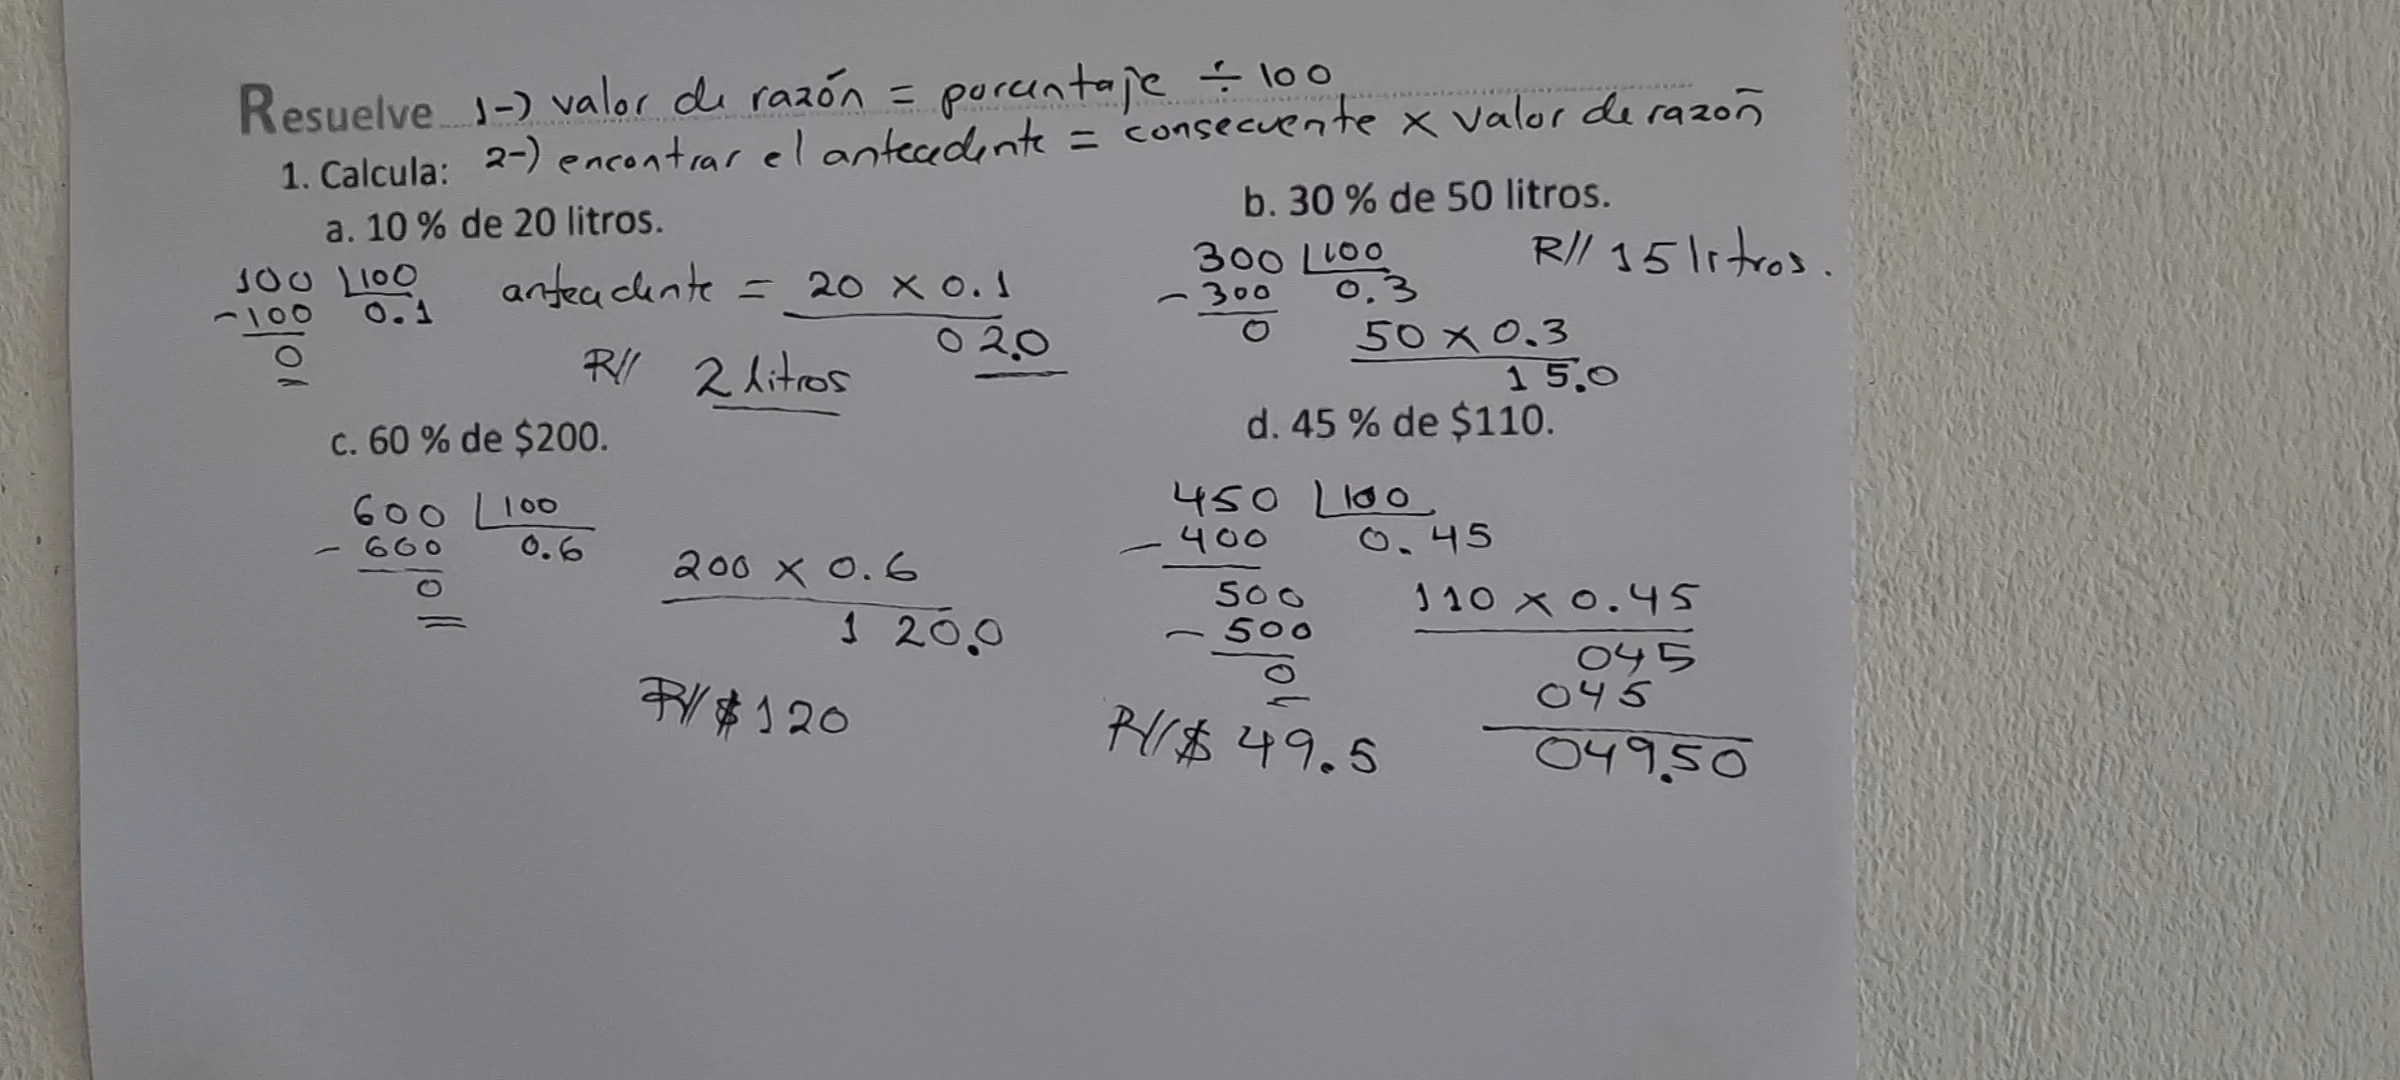 Resuelve 1-) valor de razón = porcentaje ÷ 100
1. Calcula: 2-) encontrar el antecedente = consecuente x valor de razón
a. 10 % de 20 litros.
100 100
-100 0.1
0
antecedente = 20 x 0.1
02.0
R// 2 litros
b. 30 % de 50 litros.
300 100
-300 0.3
0
50 x 0.3
15.0
R// 15 litros.
c. 60 % de $200.
600 100
-600 0.6
0
200 x 0.6
120.0
R// $120
d. 45 % de $110.
450 100
-400 0.45
500
-500
0
110 x 0.45
045
045
049.50
R// $ 49.5